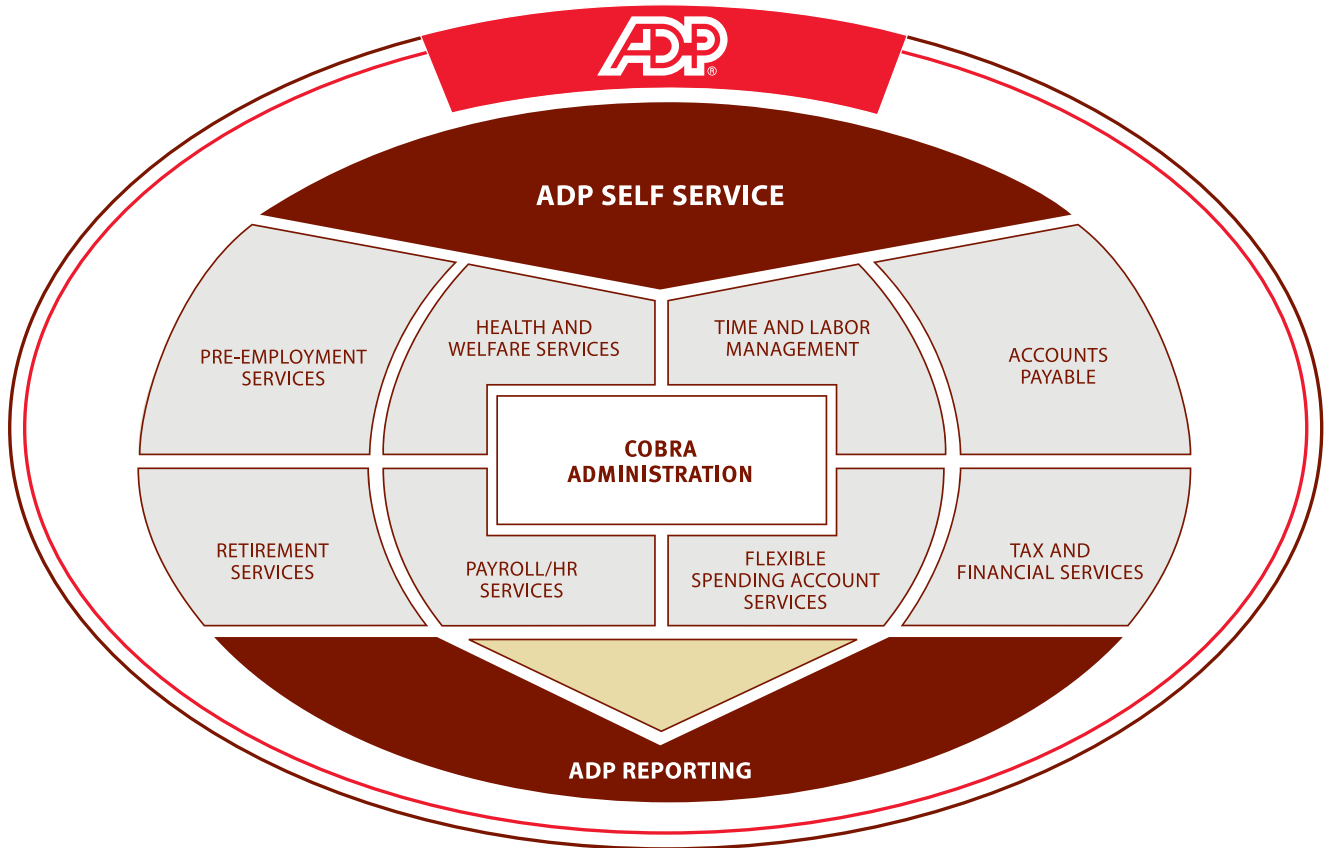 ADP®
ADP SELF SERVICE
PRE-EMPLOYMENT
SERVICES
HEALTH AND
WELFARE SERVICES
TIME AND LABOR
MANAGEMENT
ACCOUNTS
PAYABLE
COBRA
ADMINISTRATION
RETIREMENT
SERVICES
PAYROLL/HR
SERVICES
FLEXIBLE
SPENDING ACCOUNT
SERVICES
TAX AND
FINANCIAL SERVICES
ADP REPORTING